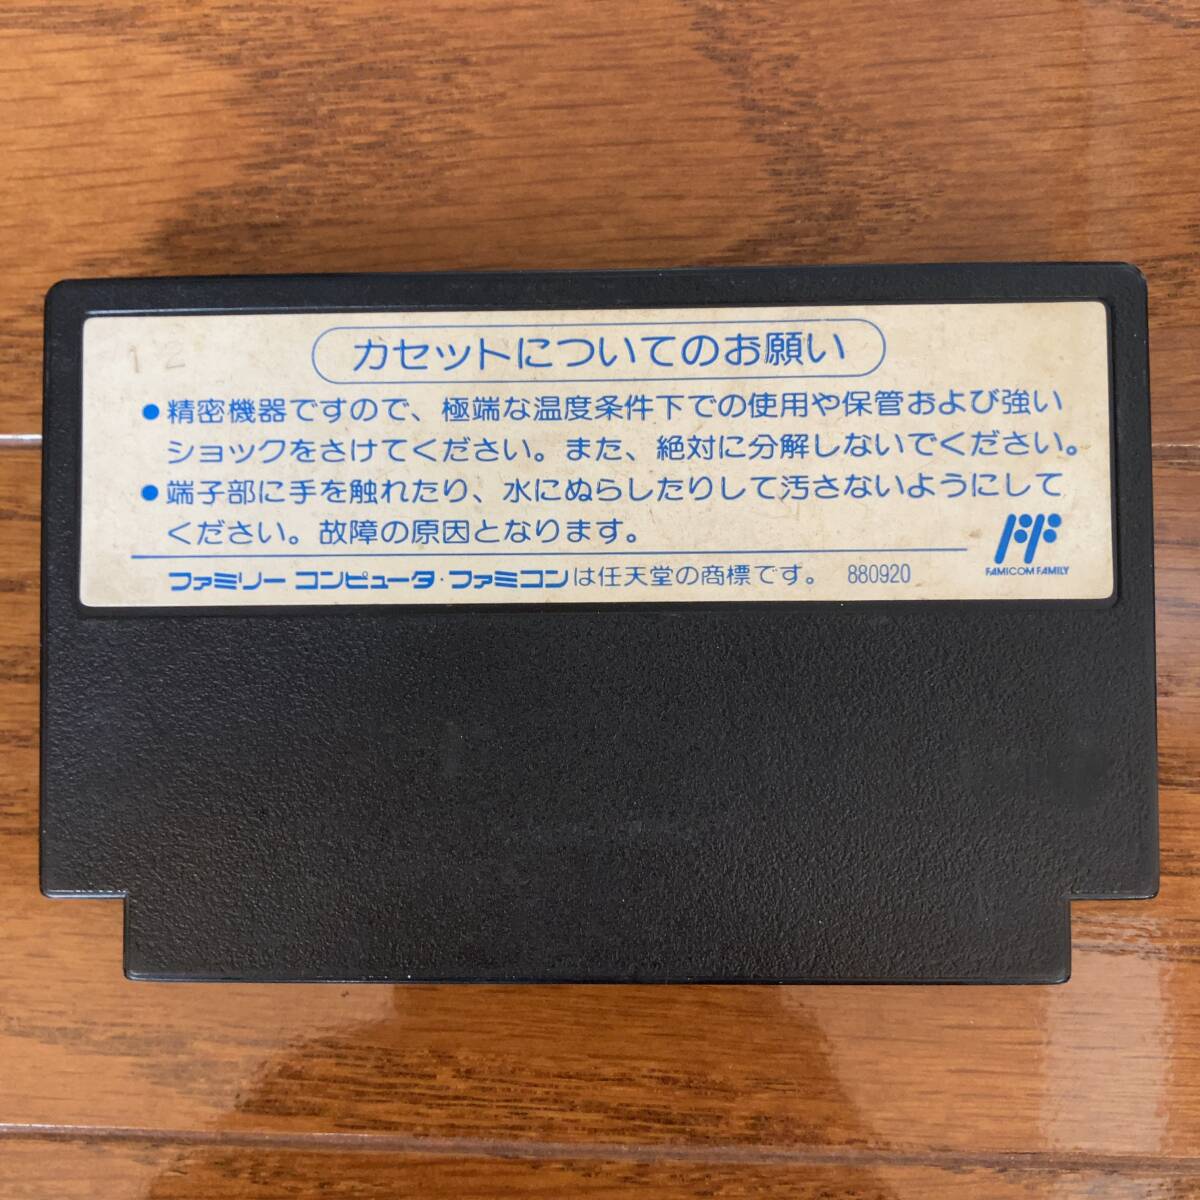 12
カセットについてのお願い
●精密機器ですので、極端な温度条件下での使用や保管および強い
ショックをさけてください。また、絶対に分解しないでください。
●端子部に手を触れたり、水にぬらしたりして汚さないようにして
ください。故障の原因となります。
ファミリーコンピュータ・ファミコンは任天堂の商標です。 880920
FAMICOM FAMILY